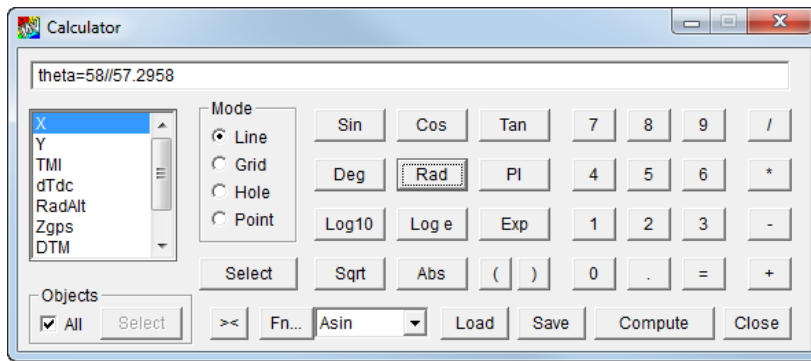 Calculator
theta=58//57.2958
X
Y
TMI
dTdc
RadAlt
Zgps
DTM
Mode
Line
Grid
Hole
Point
Sin Cos Tan 7 8 9 /
Deg Rad PI 4 5 6 *
Log10 Log e Exp 1 2 3 -
Select Sqrt Abs ( ) 0 . = +
Objects
All Select
>< Fn... Asin Load Save Compute Close